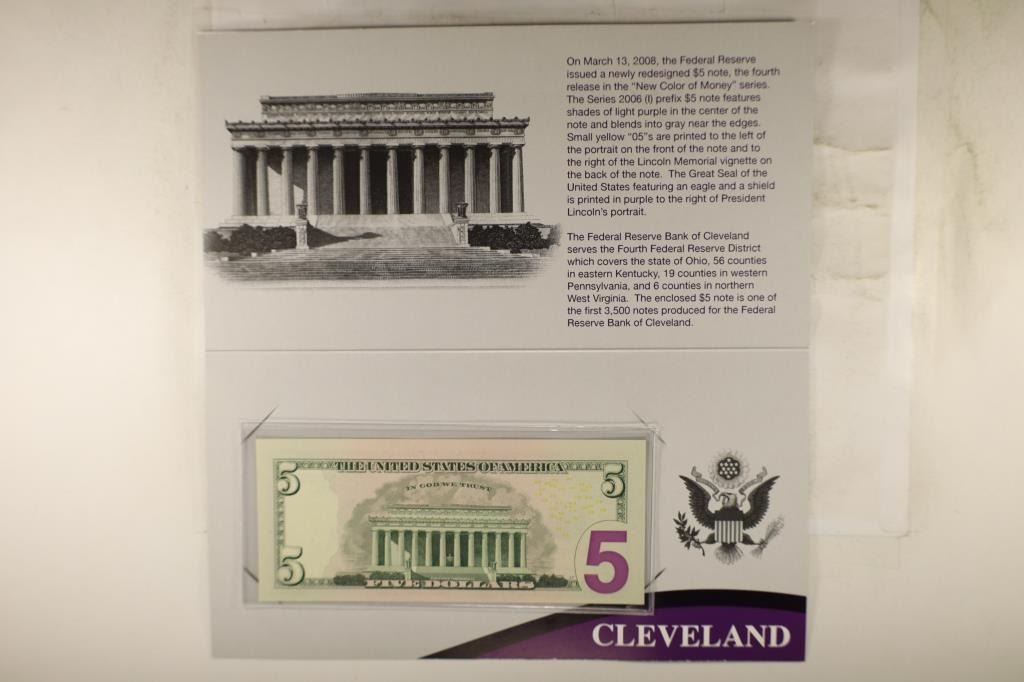 On March 13, 2008, the Federal Reserve
issued a newly redesigned $5 note, the fourth
release in the "New Color of Money" series.
The Series 2006 (I) prefix $5 note features
shades of light purple in the center of the
note and blends into gray near the edges.
Small yellow "05"s are printed to the left of
the portrait on the front of the note and to
the right of the Lincoln Memorial vignette on
the back of the note. The Great Seal of the
United States featuring an eagle and a shield
is printed in purple to the right of President
Lincoln's portrait.
The Federal Reserve Bank of Cleveland
serves the Fourth Federal Reserve District
which covers the state of Ohio, 56 counties
in eastern Kentucky, 19 counties in western
Pennsylvania, and 6 counties in northern
West Virginia. The enclosed $5 note is one of
the first 3,500 notes produced for the Federal
Reserve Bank of Cleveland.
5 THE UNITED STATES OF AMERICA 5
IN GOD WE TRUST
5 5
FIVE DOLLARS
CLEVELAND